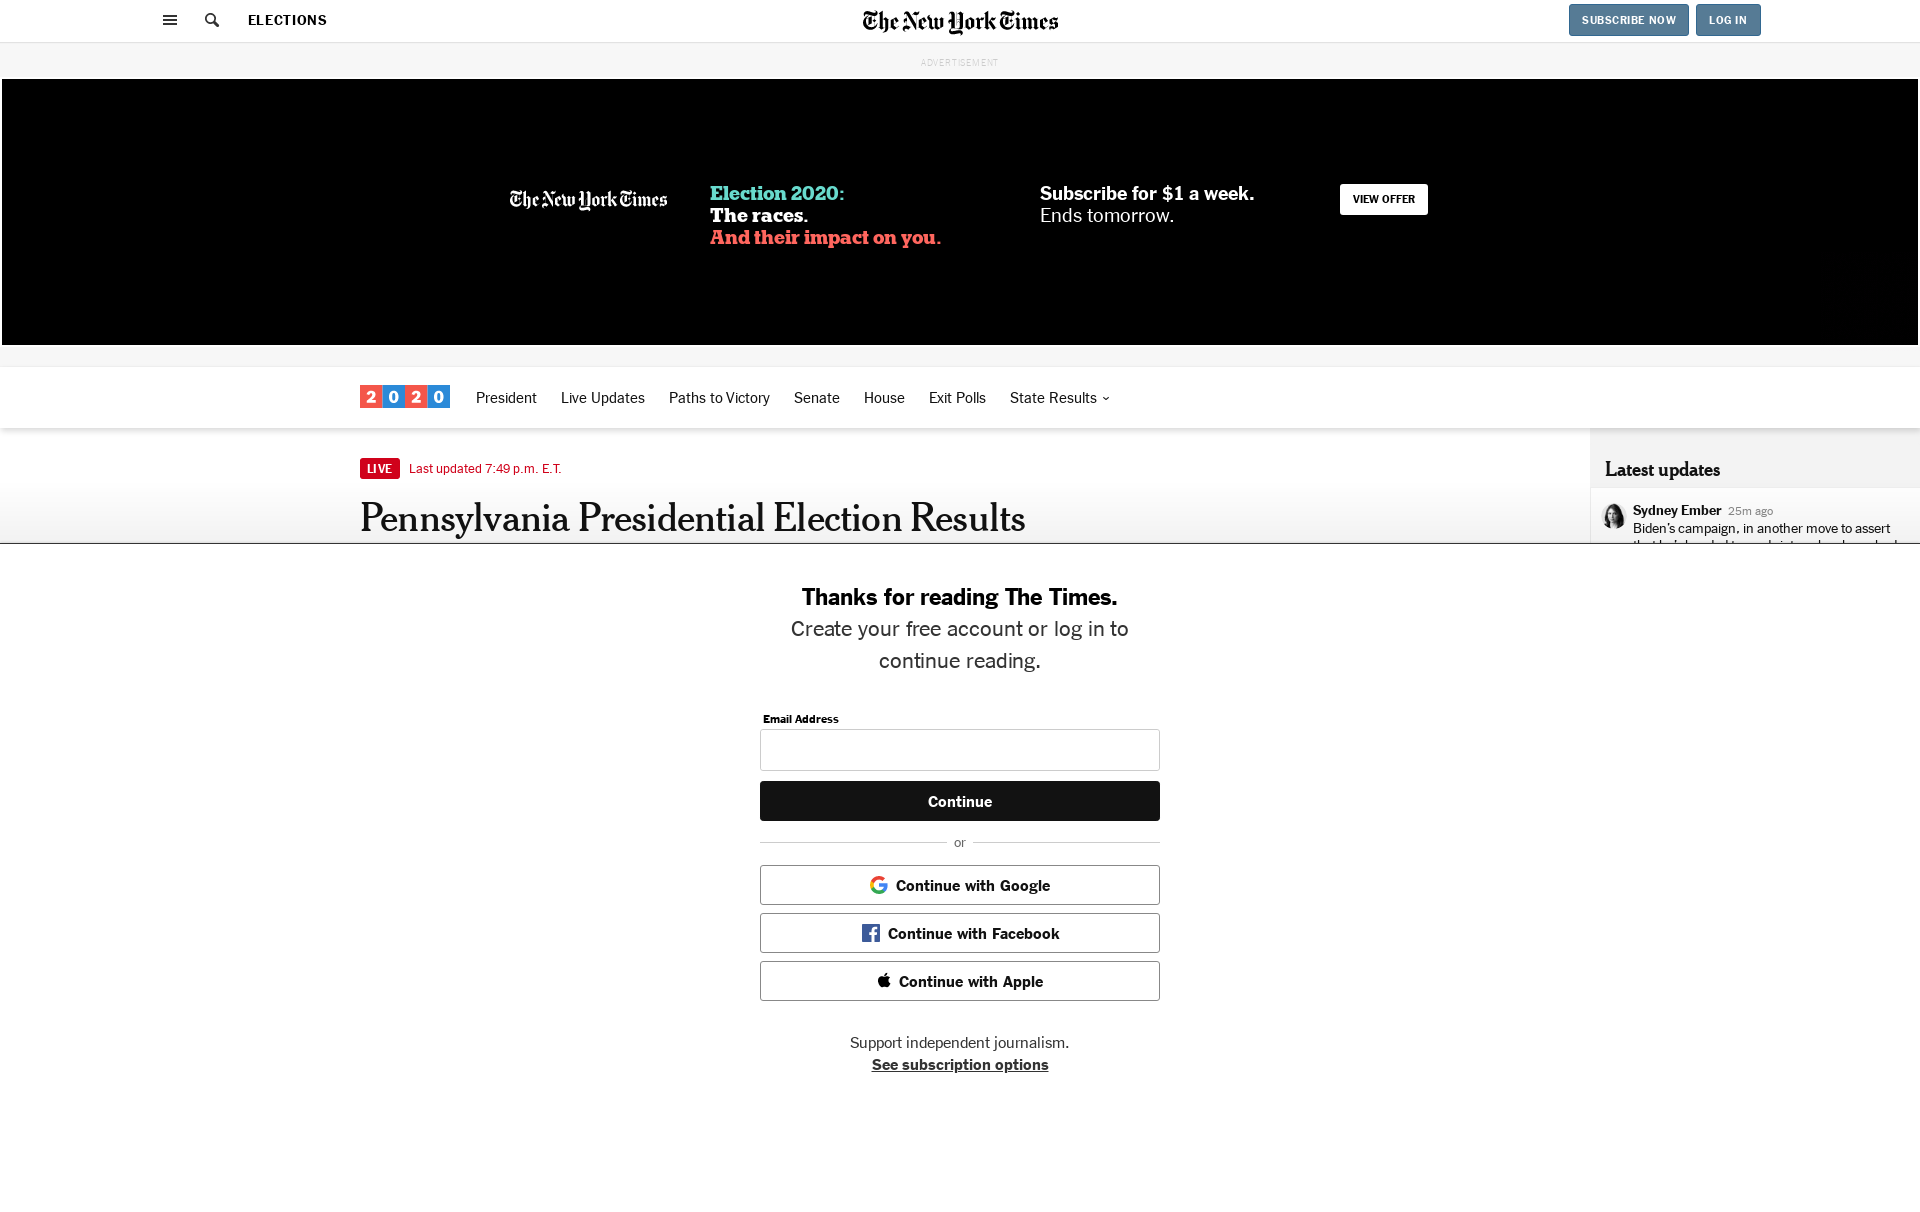 ELECTIONS
The New York Times
SUBSCRIBE NOW
LOG IN
ADVERTISEMENT
The New York Times
Election 2020:
The races.
And their impact on you.
Subscribe for $1 a week.
Ends tomorrow.
VIEW OFFER
2020
President
Live Updates
Paths to Victory
Senate
House
Exit Polls
State Results
LIVE
Last updated 7:49 p.m. E.T.
Pennsylvania Presidential Election Results
Latest updates
Sydney Ember 25m ago
Biden's campaign, in another move to assert
Thanks for reading The Times.
Create your free account or log in to
continue reading.
Email Address
Continue
or
Continue with Google
Continue with Facebook
Continue with Apple
Support independent journalism.
See subscription options